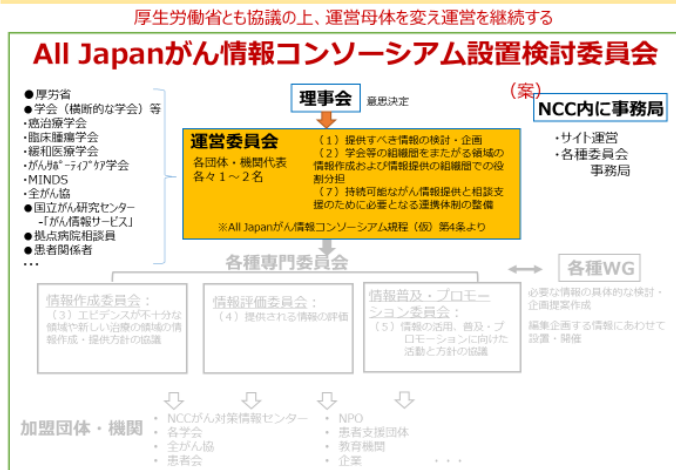 厚生労働省とも協議の上、運営母体を変え運営を継続する
All Japanがん情報コンソーシアム設置検討委員会
（案）
●厚労省
●学会（横断的な学会）等
・癌治療学会
・臨床腫瘍学会
・緩和医療学会
・がんｻﾎﾟｰﾃｨﾌﾞｹｱ学会
・MINDS
・全がん協
●国立がん研究センター
-｢がん情報サービス｣
●拠点病院相談員
●患者関係者
・・・
理事会 意思決定
運営委員会
各団体・機関代表
各々１～２名
（１）提供すべき情報の検討・企画
（２）学会等の組織間をまたがる領域の
情報作成および情報提供の組織間での役
割分担
（７）持続可能ながん情報提供と相談支
援のために必要となる連携体制の整備
※All Japanがん情報コンソーシアム規程（仮）第4条より
NCC内に事務局
・サイト運営
・各種委員会
事務局
各種専門委員会
情報作成委員会：
（３）エビデンスが不十分な
領域や新しい治療の領域の情
報作成・提供方針の協議
情報評価委員会：
（４）提供される情報の評価
情報普及・プロモー
ション委員会：
（５）情報の活用、普及・プ
ロモーションに向けた
活動と方針の協議
各種WG
必要な情報の具体的な検討・
企画提案作成
編集企画する情報にあわせて
設置・開催
加盟団体・機関
・ NCCがん対策情報センター
・ 各学会
・ 全がん協
・ 患者会
・ NPO
・ 患者支援団体
・ 教育機関
・ 企業
・・・